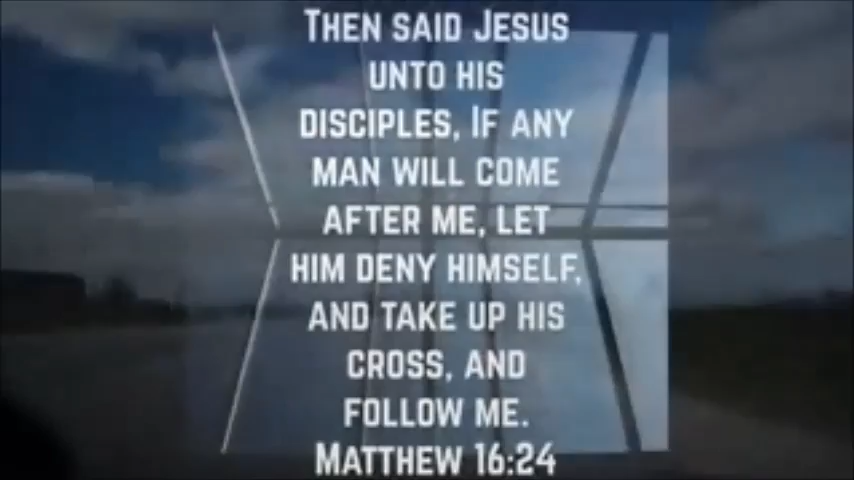 Then said Jesus
unto his
disciples, If any
man will come
after me, let
him deny himself,
and take up his
cross, and
follow me.
Matthew 16:24